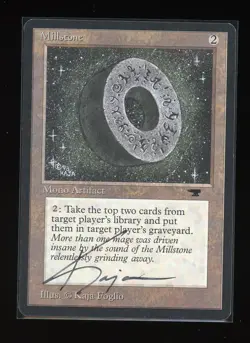 Millstone
2
Mono Artifact
2: Take the top two cards from
target player's library and put
them in target player's graveyard.
More than one mage was driven
insane by the sound of the Millstone
relentlessly grinding away.
Illus. © Kaja Foglio